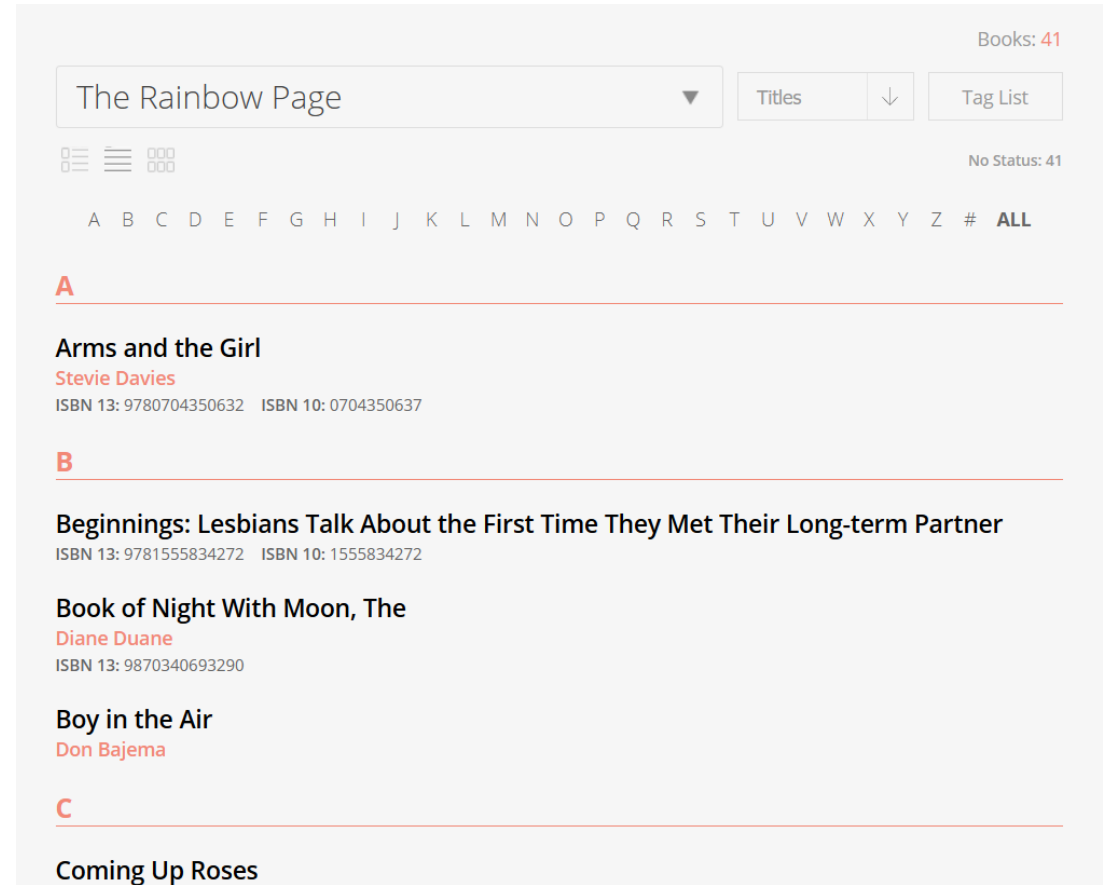 Books: 41
The Rainbow Page ▼ Titles ↓ Tag List
No Status: 41
A B C D E F G H I J K L M N O P Q R S T U V W X Y Z # ALL
A
Arms and the Girl
Stevie Davies
ISBN 13: 9780704350632 ISBN 10: 0704350637
B
Beginnings: Lesbians Talk About the First Time They Met Their Long-term Partner
ISBN 13: 9781555834272 ISBN 10: 1555834272
Book of Night With Moon, The
Diane Duane
ISBN 13: 9870340693290
Boy in the Air
Don Bajema
C
Coming Up Roses